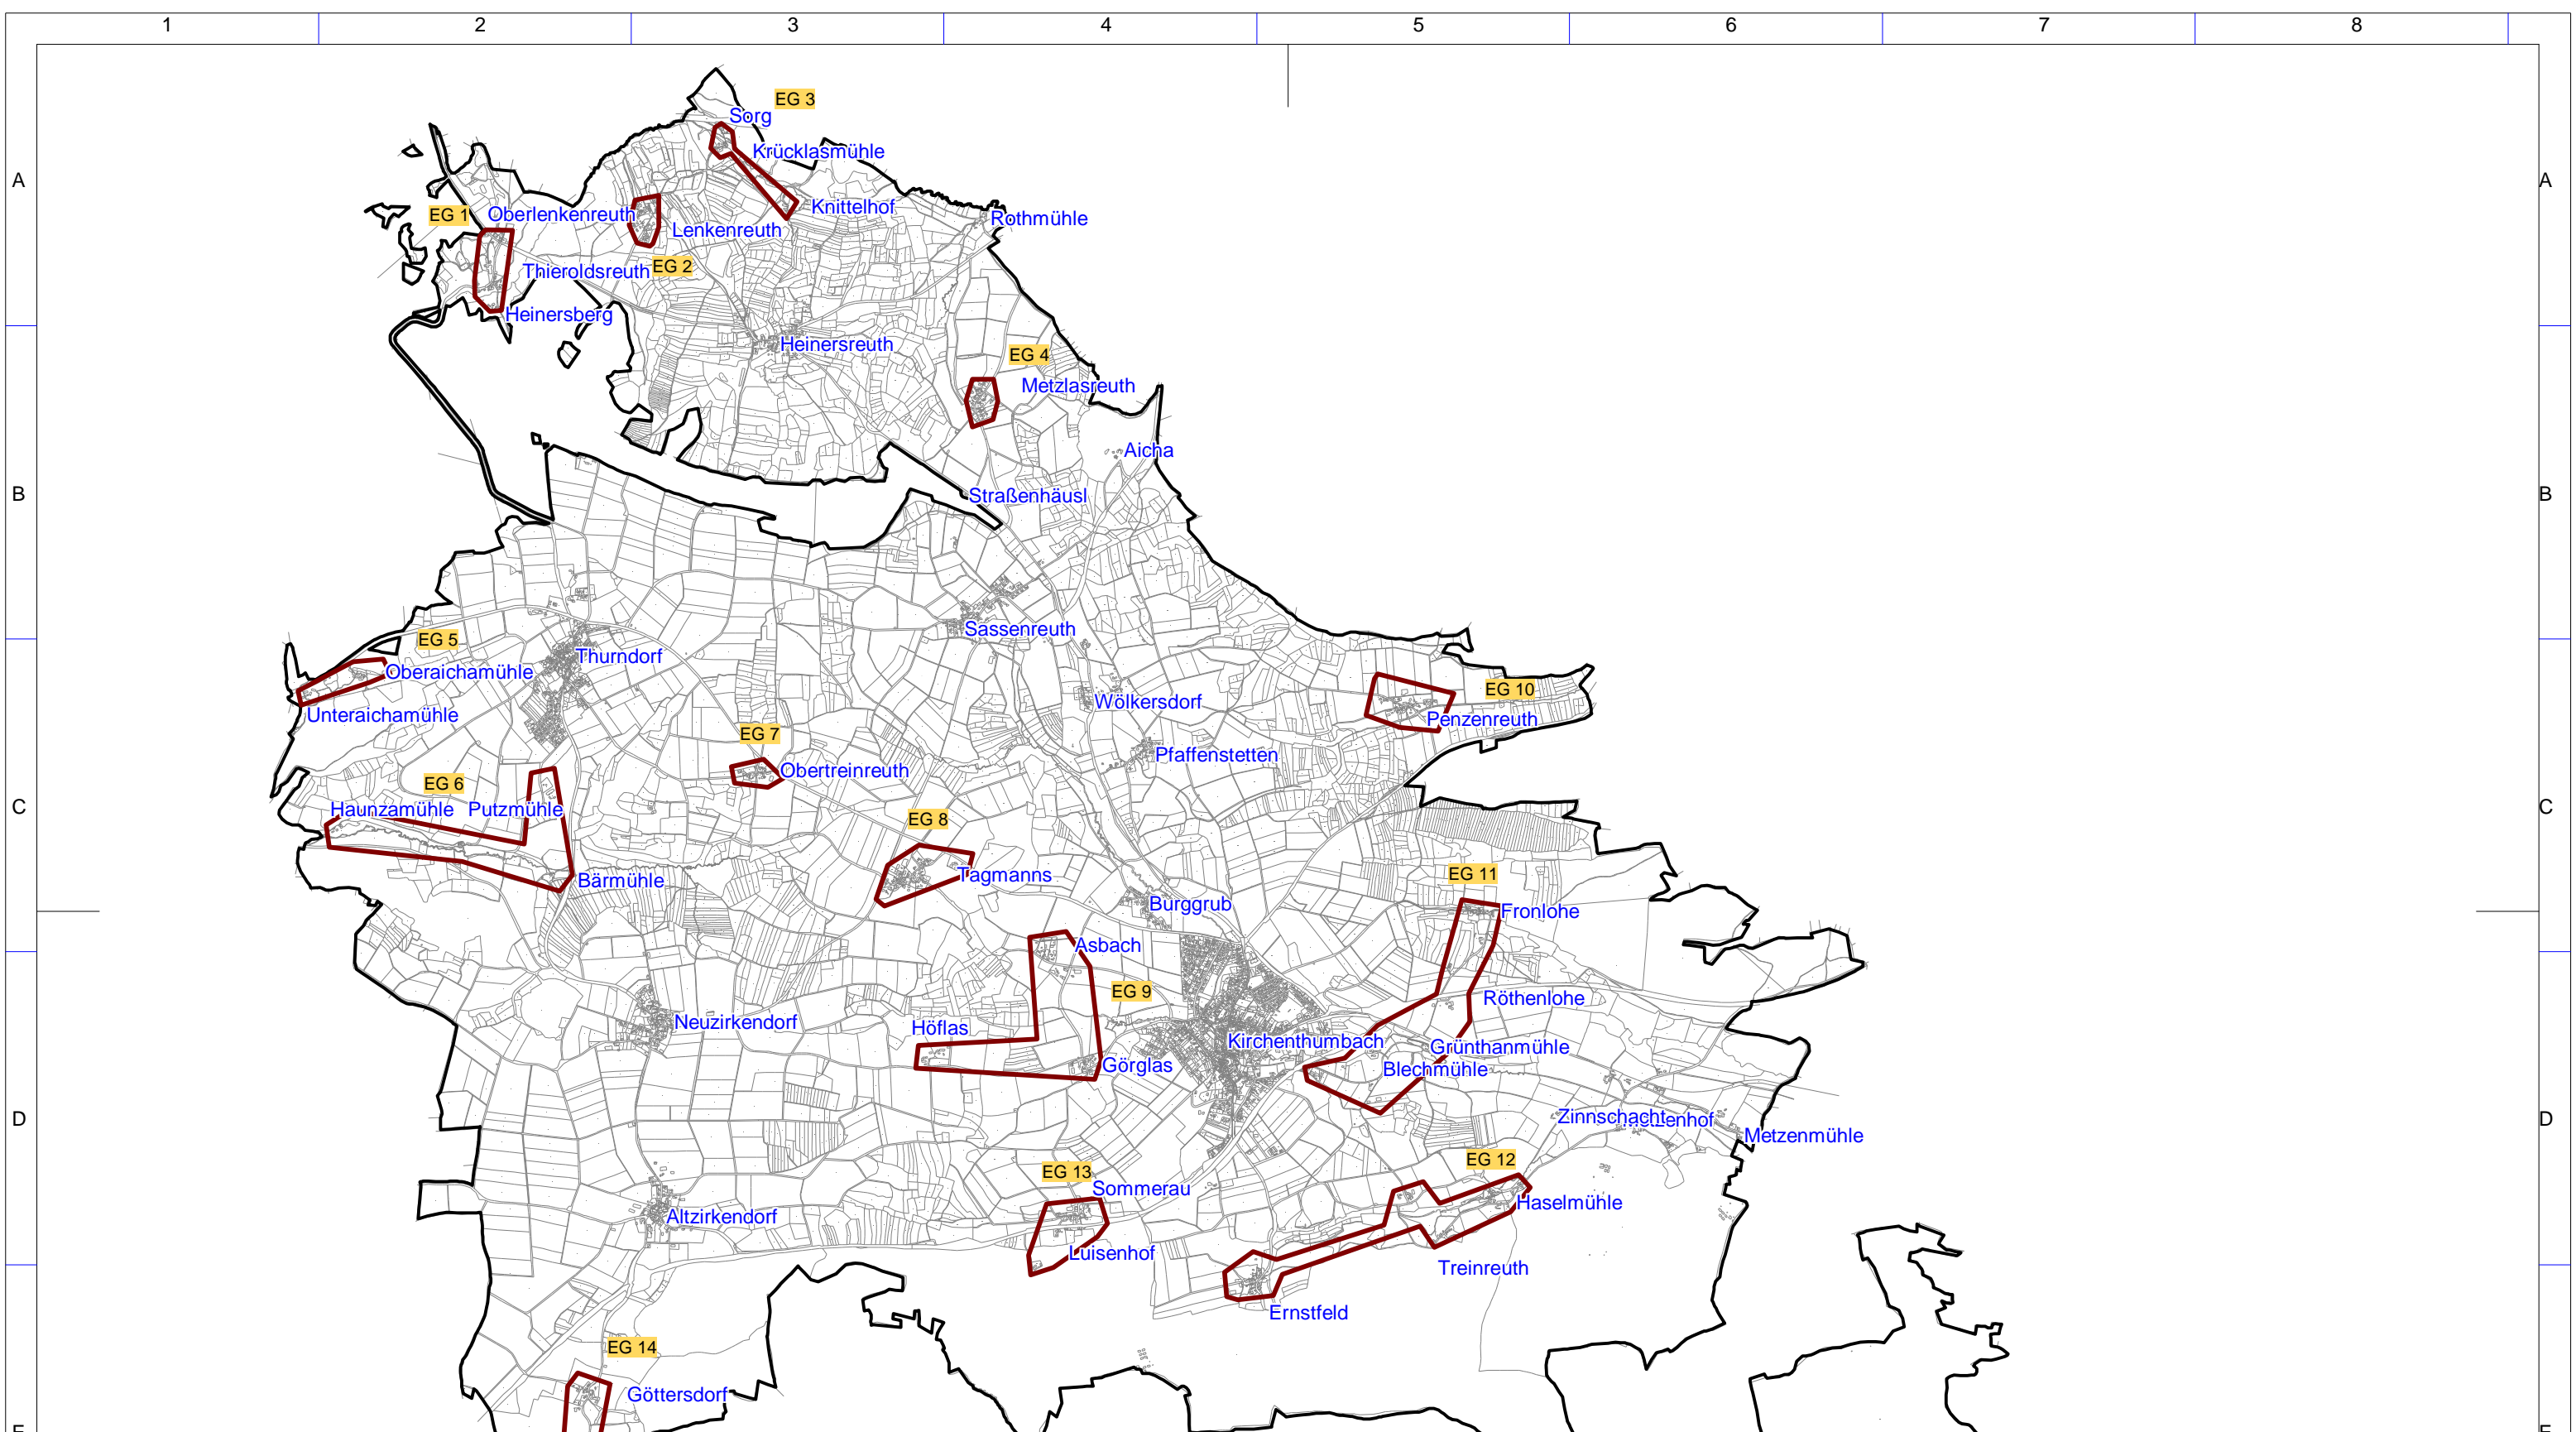 1 2 3 4 5 6 7 8
EG 3
Sorg
Krücklasmühle
A
A
Knittelhof
EG 1
Oberlenkenreuth
Rothmühle
Lenkenreuth
EG 2
Thieroldsreuth
Heinersberg
Heinersreuth
EG 4
Metzlasreuth
Aicha
B
Straßenhäusl
B
Sassenreuth
EG 5
Thurndorf
Oberaichamühle
EG 10
Wölkersdorf
Unteraichamühle
Penzenreuth
EG 7
Pfaffenstetten
Obertreinreuth
EG 6
C
Haunzamühle
Putzmühle
C
EG 8
EG 11
Tagmanns
Bärmühle
Burggrub
Fronlohe
Asbach
EG 9
Röthenlohe
Neuzirkendorf
Höflas
Kirchenthumbach
Grünthanmühle
Görglas
Blechmühle
D
Zinnschacht
D
Metzenmühle
EG 12
EG 13
Sommerau
Haselmühle
Altzirkendorf
Luisenhof
Treinreuth
Ernstfeld
EG 14
Göttersdorf